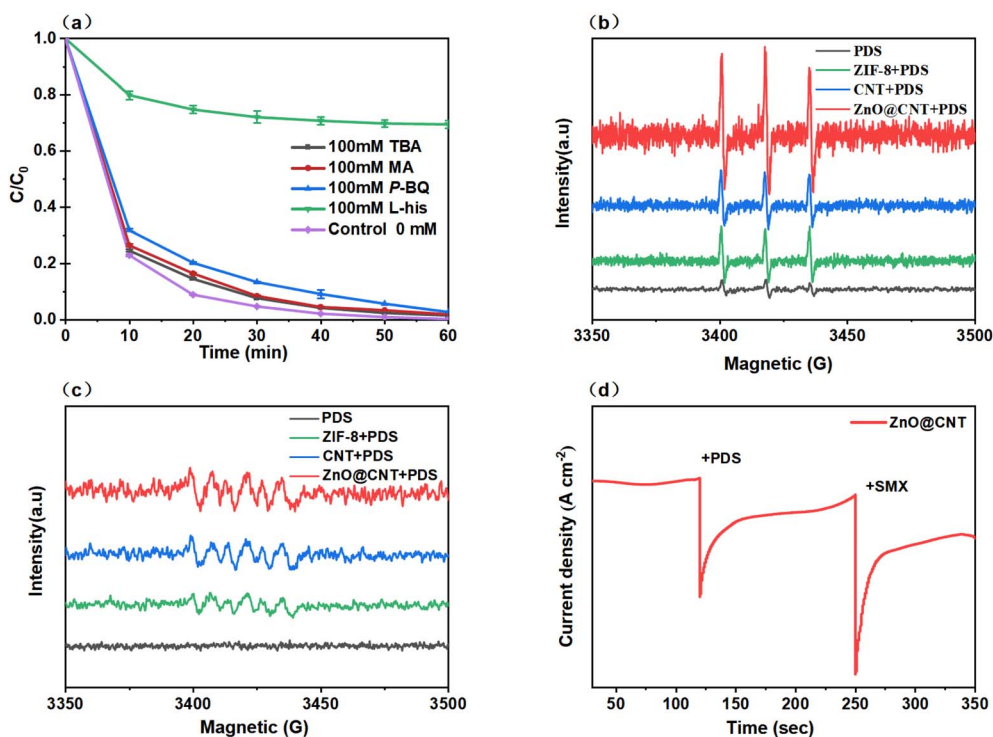 (a)
C/C0
1.0
0.8
0.6
0.4
0.2
0.0
100mM TBA
100mM MA
100mM P-BQ
100mM L-his
Control 0 mM
0 10 20 30 40 50 60
Time (min)
(b)
Intensity(a.u)
PDS
ZIF-8+PDS
CNT+PDS
ZnO@CNT+PDS
3350 3400 3450 3500
Magnetic (G)
(c)
Intensity(a.u)
PDS
ZIF-8+PDS
CNT+PDS
ZnO@CNT+PDS
3350 3400 3450 3500
Magnetic (G)
(d)
Current density (A cm-2)
ZnO@CNT
+PDS
+SMX
50 100 150 200 250 300 350
Time (sec)